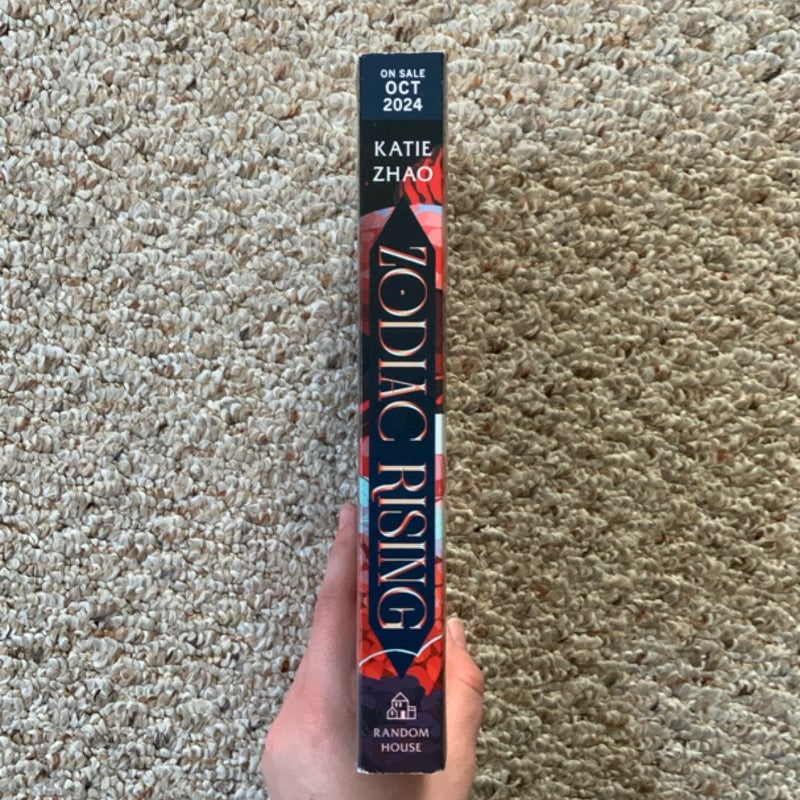 ON SALE
OCT
2024
KATIE
ZHAO
ZODIAC RISING
RANDOM
HOUSE